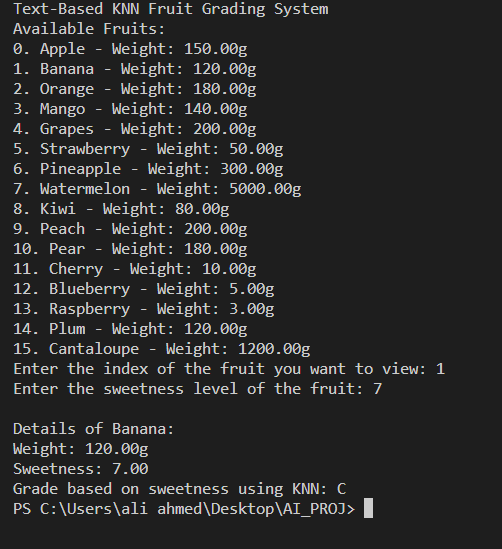 Text-Based KNN Fruit Grading System
Available Fruits:
0. Apple - Weight: 150.00g
1. Banana - Weight: 120.00g
2. Orange - Weight: 180.00g
3. Mango - Weight: 140.00g
4. Grapes - Weight: 200.00g
5. Strawberry - Weight: 50.00g
6. Pineapple - Weight: 300.00g
7. Watermelon - Weight: 5000.00g
8. Kiwi - Weight: 80.00g
9. Peach - Weight: 200.00g
10. Pear - Weight: 180.00g
11. Cherry - Weight: 10.00g
12. Blueberry - Weight: 5.00g
13. Raspberry - Weight: 3.00g
14. Plum - Weight: 120.00g
15. Cantaloupe - Weight: 1200.00g
Enter the index of the fruit you want to view: 1
Enter the sweetness level of the fruit: 7
Details of Banana:
Weight: 120.00g
Sweetness: 7.00
Grade based on sweetness using KNN: C
PS C:\Users\ali ahmed\Desktop\AI_PROJ>